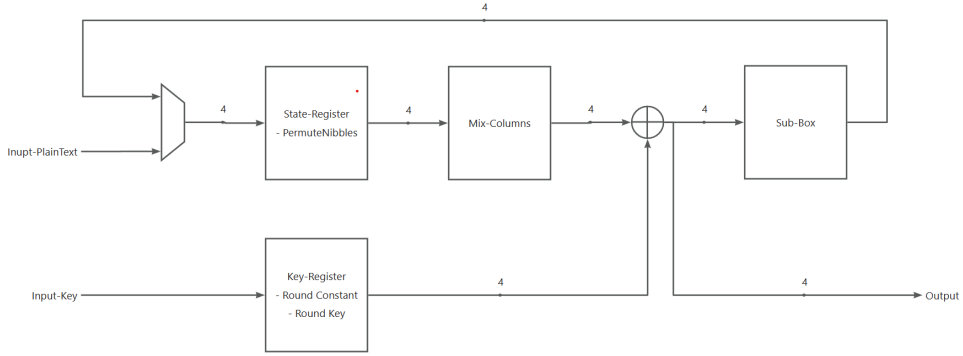 4
4
State-Register
- PermuteNibbles
4
Mix-Columns
4
4
Sub-Box
Inupt-PlainText
Input-Key
Key-Register
- Round Constant
- Round Key
4
4
Output